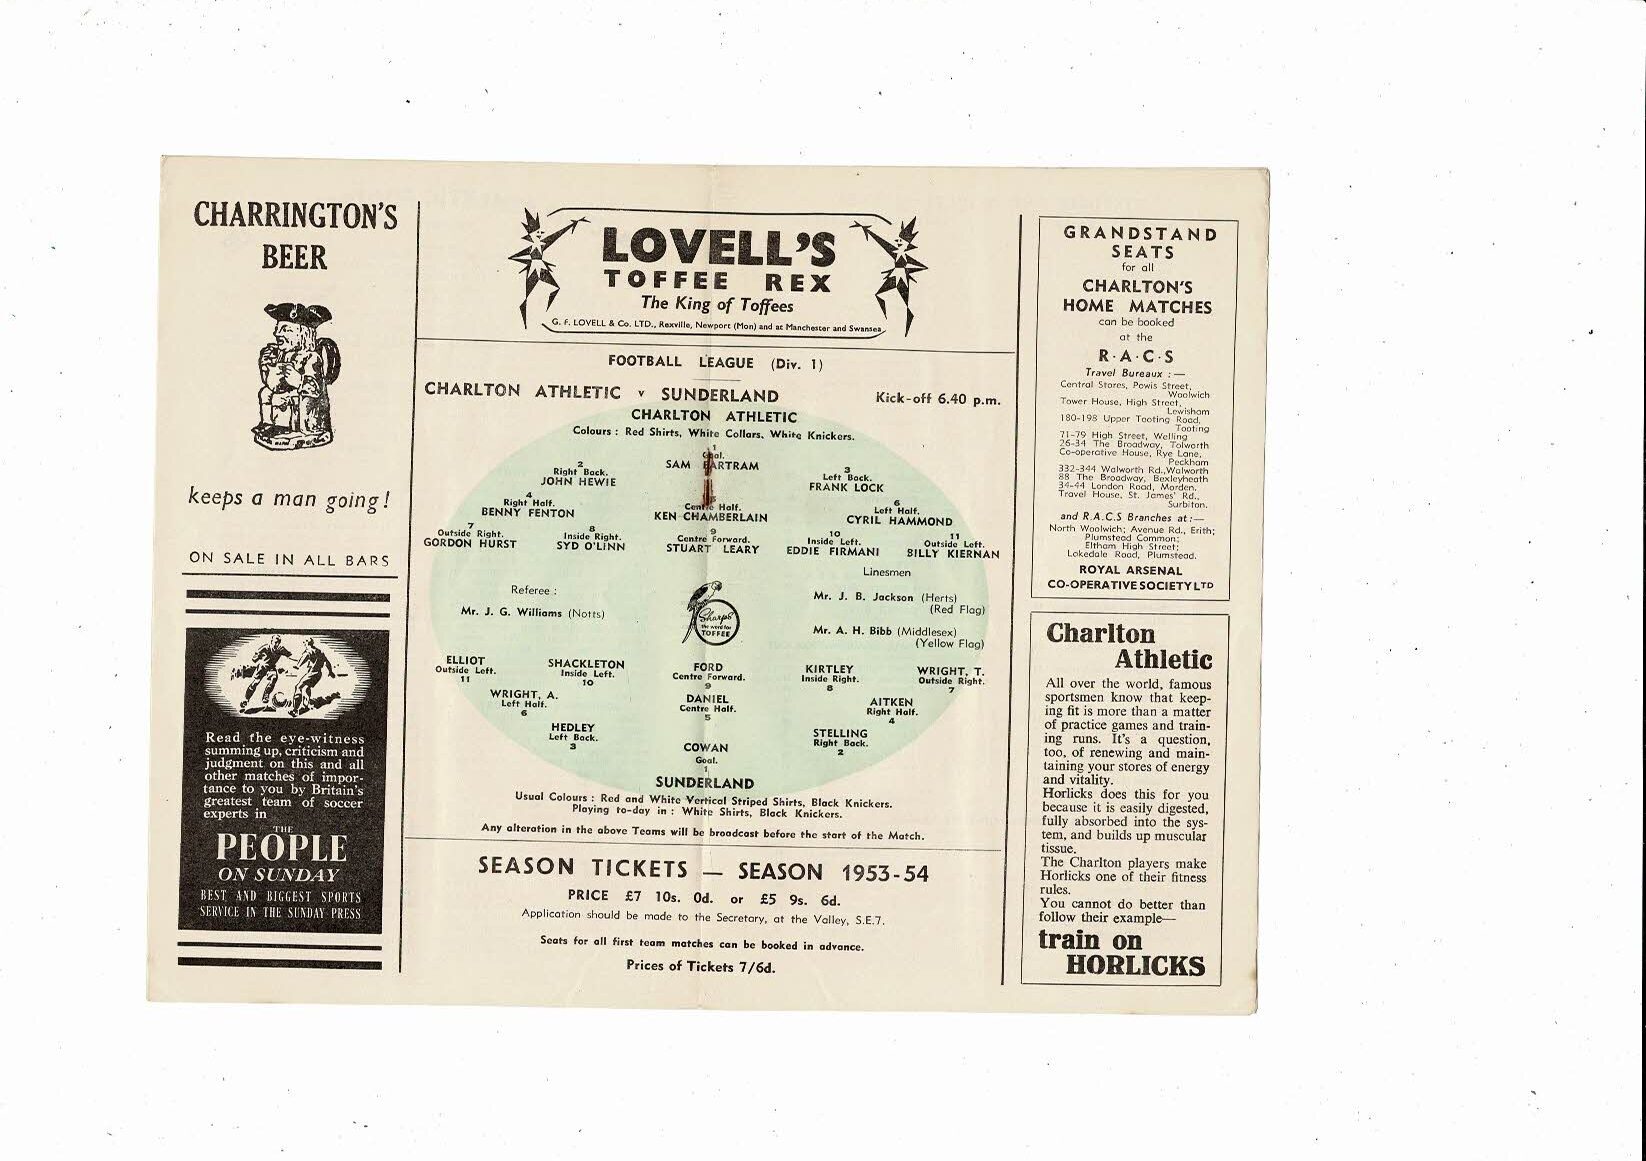 CHARRINGTON'S
BEER
keeps a man going!
ON SALE IN ALL BARS
Read the eye-witness
summing up, criticism and
judgment on this and all
other matches of impor-
tance to you by Britain's
greatest team of soccer
experts in
THE
PEOPLE
ON SUNDAY
BEST AND BIGGEST SPORTS
SERVICE IN THE SUNDAY PRESS
LOVELL'S
TOFFEE REX
The King of Toffees
G. F. LOVELL & Co. LTD., Rexville, Newport (Mon) and at Manchester and Swansea
FOOTBALL LEAGUE (Div. 1)
CHARLTON ATHLETIC v SUNDERLAND Kick-off 6.40 p.m.
CHARLTON ATHLETIC
Colours : Red Shirts, White Collars, White Knickers.
1
Goal.
SAM BARTRAM
2
Right Back.
JOHN HEWIE
3
Left Back.
FRANK LOCK
4
Right Half.
BENNY FENTON
5
Centre Half.
KEN CHAMBERLAIN
6
Left Half.
CYRIL HAMMOND
7
Outside Right.
GORDON HURST
8
Inside Right.
SYD O'LINN
9
Centre Forward.
STUART LEARY
10
Inside Left.
EDDIE FIRMANI
11
Outside Left.
BILLY KIERNAN
Referee :
Mr. J. G. Williams (Notts)
Sharps
the word for
TOFFEE
Linesmen
Mr. J. B. Jackson (Herts)
(Red Flag)
Mr. A. H. Bibb (Middlesex)
(Yellow Flag)
ELLIOT
Outside Left.
11
SHACKLETON
Inside Left.
10
FORD
Centre Forward.
9
KIRTLEY
Inside Right.
8
WRIGHT, T.
Outside Right.
7
WRIGHT, A.
Left Half.
6
DANIEL
Centre Half.
5
AITKEN
Right Half.
4
HEDLEY
Left Back.
3
STELLING
Right Back.
2
COWAN
Goal.
1
SUNDERLAND
Usual Colours : Red and White Vertical Striped Shirts, Black Knickers.
Playing to-day in : White Shirts, Black Knickers.
Any alteration in the above Teams will be broadcast before the start of the Match.
SEASON TICKETS — SEASON 1953-54
PRICE £7 10s. 0d. or £5 9s. 6d.
Application should be made to the Secretary, at the Valley, S.E.7.
Seats for all first team matches can be booked in advance.
Prices of Tickets 7/6d.
GRANDSTAND
SEATS
for all
CHARLTON'S
HOME MATCHES
can be booked
at the
R·A·C·S
Travel Bureaux :—
Central Stores, Powis Street,
Woolwich
Tower House, High Street,
Lewisham
180-198 Upper Tooting Road,
Tooting
71-79 High Street, Welling
26-34 The Broadway, Tolworth
Co-operative House, Rye Lane,
Peckham
332-344 Walworth Rd., Walworth
88 The Broadway, Bexleyheath
34-44 London Road, Morden.
Travel House, St. James' Rd.,
Surbiton.
and R.A.C.S Branches at :—
North Woolwich; Avenue Rd., Erith;
Plumstead Common;
Eltham High Street;
Lakedale Road, Plumstead.
ROYAL ARSENAL
CO-OPERATIVE SOCIETY LTD
Charlton
Athletic
All over the world, famous
sportsmen know that keep-
ing fit is more than a matter
of practice games and train-
ing runs. It's a question,
too, of renewing and main-
taining your stores of energy
and vitality.
Horlicks does this for you
because it is easily digested,
fully absorbed into the sys-
tem, and builds up muscular
tissue.
The Charlton players make
Horlicks one of their fitness
rules.
You cannot do better than
follow their example—
train on
HORLICKS